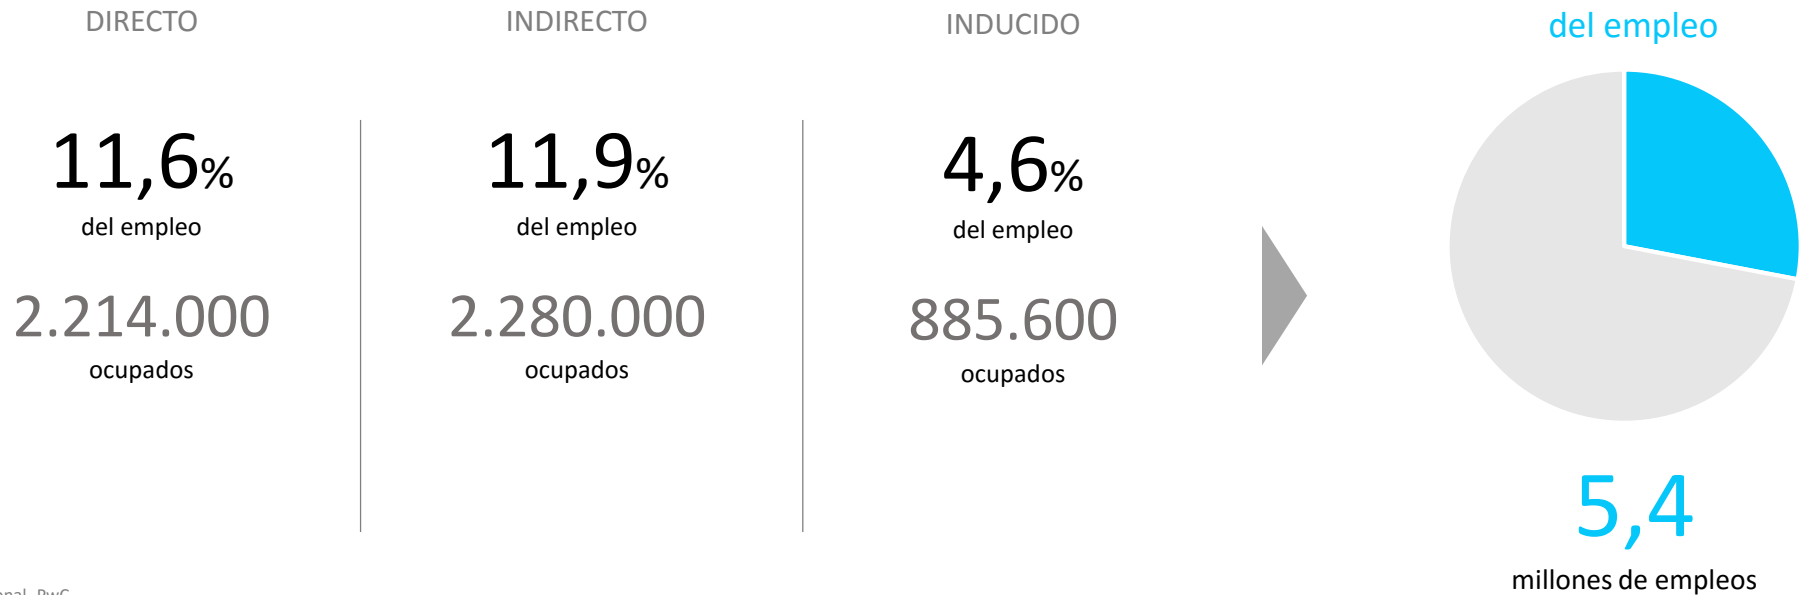 DIRECTO
11,6%
del empleo
2.214.000
ocupados
INDIRECTO
11,9%
del empleo
2.280.000
ocupados
INDUCIDO
4,6%
del empleo
885.600
ocupados
del empleo
5,4
millones de empleos